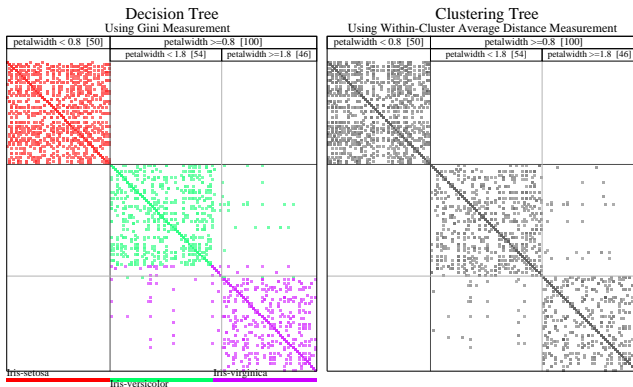 Decision Tree
Using Gini Measurement
petalwidth < 0.8 [50]
petalwidth >=0.8 [100]
petalwidth < 1.8 [54]
petalwidth >=1.8 [46]
Iris-setosa
Iris-versicolor
Iris-virginica
Clustering Tree
Using Within-Cluster Average Distance Measurement
petalwidth < 0.8 [50]
petalwidth >=0.8 [100]
petalwidth < 1.8 [54]
petalwidth >=1.8 [46]